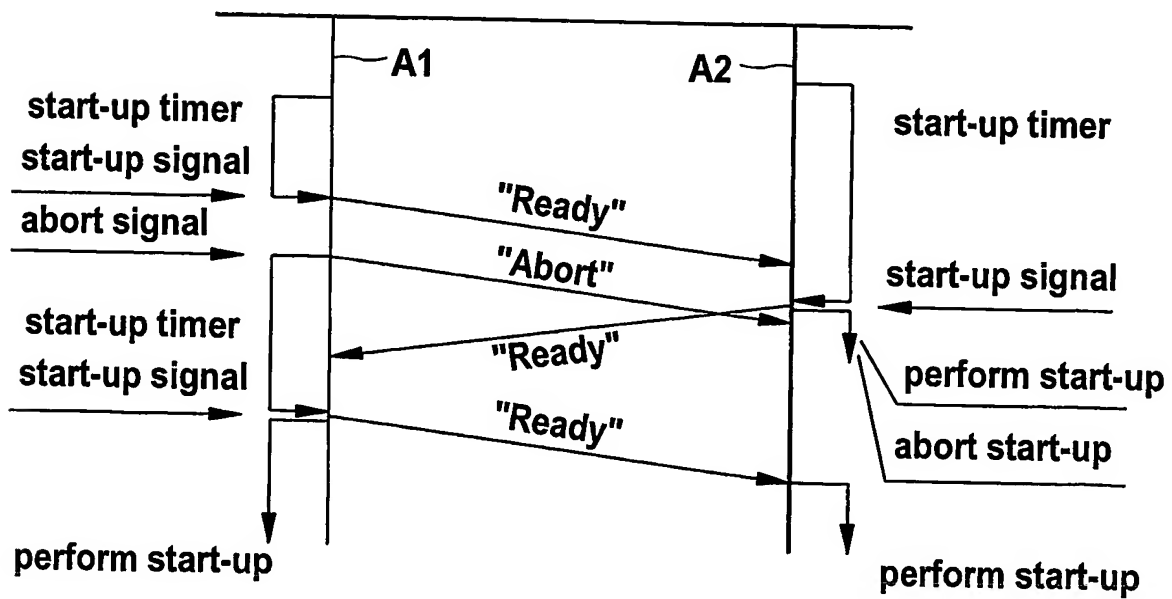 A1
A2
start-up timer
start-up timer
start-up signal
"Ready"
abort signal
"Abort"
start-up signal
start-up timer
"Ready"
start-up signal
perform start-up
"Ready"
abort start-up
perform start-up
perform start-up